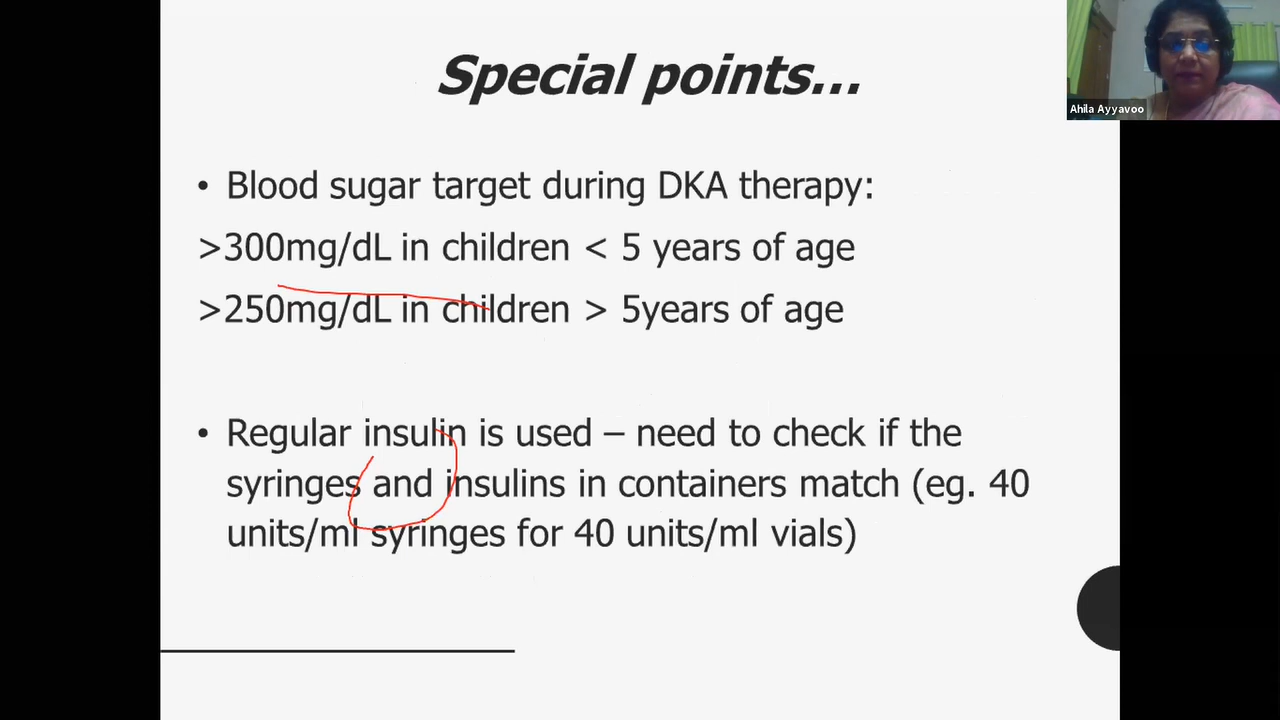 Special points...
Ahila Ayyavoo
• Blood sugar target during DKA therapy:
>300mg/dL in children < 5 years of age
>250mg/dL in children > 5years of age
• Regular insulin is used – need to check if the
syringes and insulins in containers match (eg. 40
units/ml syringes for 40 units/ml vials)